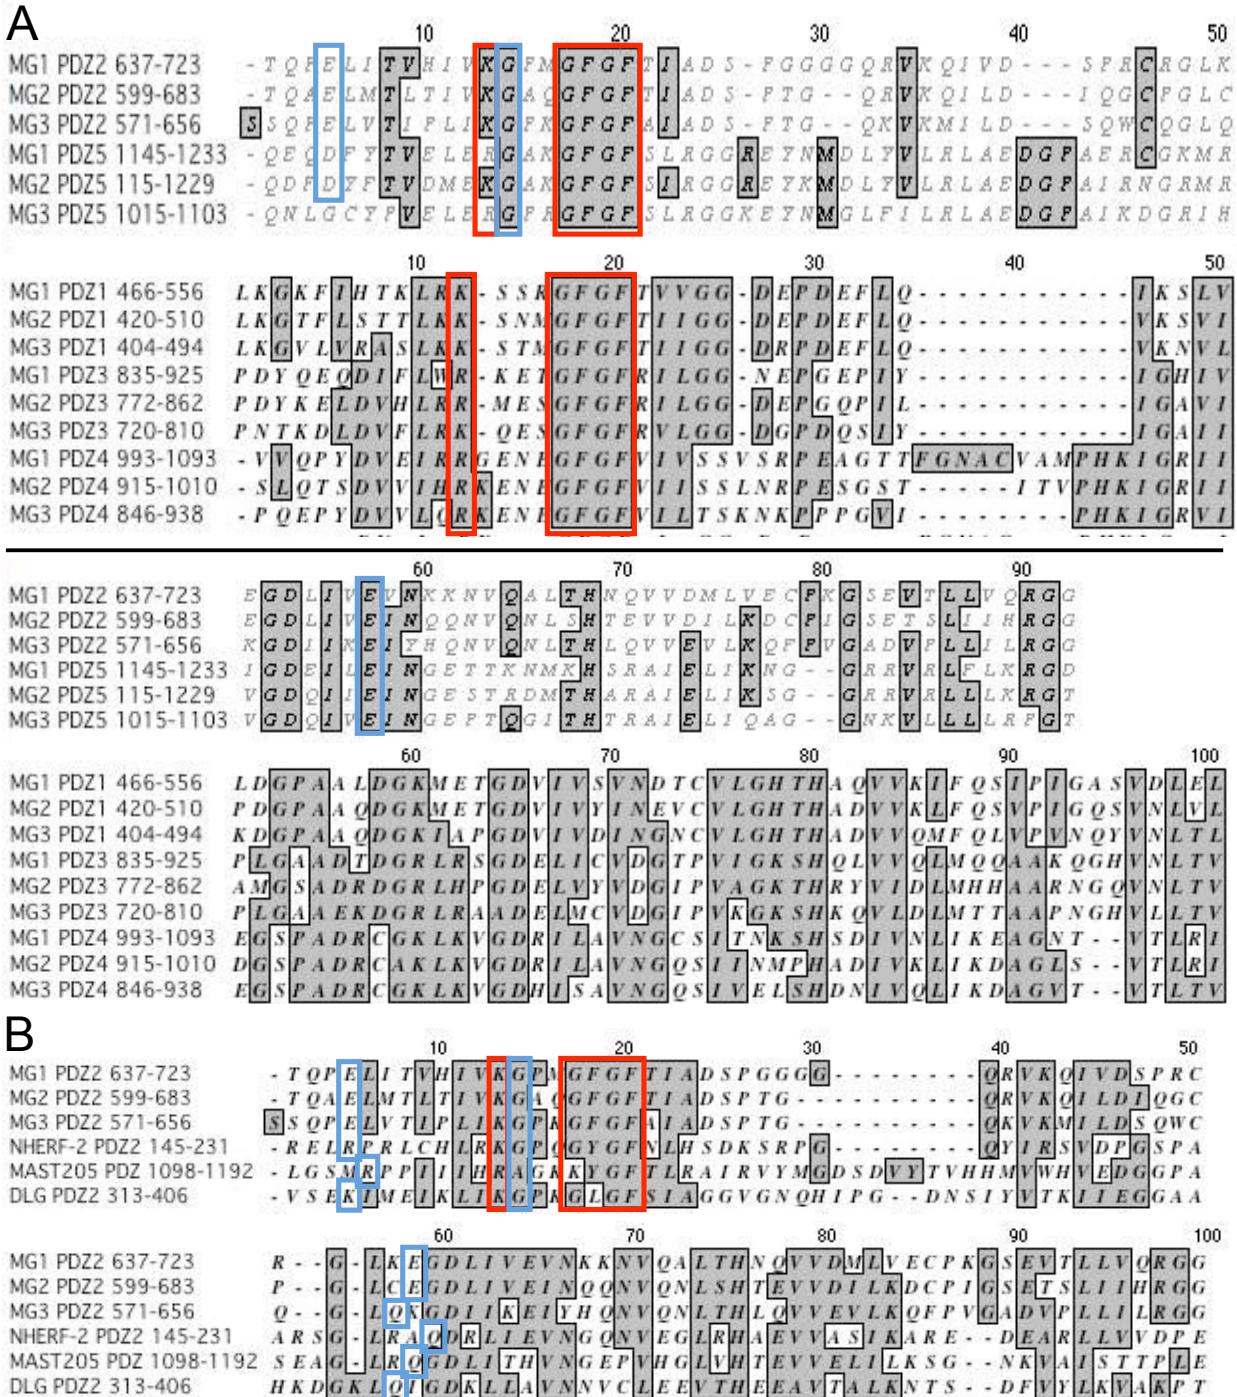 A
10 20 30 40 50
MG1 PDZ2 637-723 - T Q P E L I T V H I V K G P M G F G F T I A D S - P G G G G Q R V K Q I V D - - - S P R C R G L K
MG2 PDZ2 599-683 - T Q A E L M T L T I V K G A Q G F G F T I A D S - P T G - - Q R V K Q I L D - - - I Q G C P G L C
MG3 PDZ2 571-656 S S Q P E L V T I P L I K G P K G F G F A I A D S - P T G - - Q K V K M I L D - - - S Q W C Q G L Q
MG1 PDZ5 1145-1233 - Q E Q D F Y T V E L E R G A K G F G F S L R G G R E Y N M D L Y V L R L A E D G P A E R C G K M R
MG2 PDZ5 115-1229 - Q D F D Y F T V D M E K G A K G F G F S I R G G R E Y K M D L Y V L R L A E D G P A I R N G R M R
MG3 PDZ5 1015-1103 - Q N L G C Y P V E L E R G P R G F G F S L R G G K E Y N M G L F I L R L A E D G P A I K D G R I H
10 20 30 40 50
MG1 PDZ1 466-556 L K G K F I H T K L R K - S S R G F G F T V V G G - D E P D E F L Q - - - - - - - - - - - I K S L V
MG2 PDZ1 420-510 L K G T F L S T T L K K - S N M G F G F T I I G G - D E P D E F L Q - - - - - - - - - - - V K S V I
MG3 PDZ1 404-494 L K G V L V R A S L K K - S T M G F G F T I I G G - D R P D E F L Q - - - - - - - - - - - V K N V L
MG1 PDZ3 835-925 P D Y Q E Q D I F L W R - K E T G F G F R I L G G - N E P G E P I Y - - - - - - - - - - - I G H I V
MG2 PDZ3 772-862 P D Y K E L D V H L R R - M E S G F G F R I L G G - D E P G Q P I L - - - - - - - - - - - I G A V I
MG3 PDZ3 720-810 P N T K D L D V F L R K - Q E S G F G F R V L G G - D G P D Q S I Y - - - - - - - - - - - I G A I I
MG1 PDZ4 993-1093 - V V Q P Y D V E I R R G E N E G F G F V I V S S V S R P E A G T T F G N A C V A M P H K I G R I I
MG2 PDZ4 915-1010 - S L Q T S D V V I H R K E N E G F G F V I I S S L N R P E S G S T - - - - - I T V P H K I G R I I
MG3 PDZ4 846-938 - P Q E P Y D V V L Q R K E N E G F G F V I L T S K N K P P P G V I - - - - - - - - P H K I G R V I
60 70 80 90
MG1 PDZ2 637-723 E G D L I V E V N K K N V Q A L T H N Q V V D M L V E C P K G S E V T L L V Q R G G
MG2 PDZ2 599-683 E G D L I V E I N Q Q N V Q N L S H T E V V D I L K D C P I G S E T S L I I H R G G
MG3 PDZ2 571-656 K G D I I K E I Y H Q N V Q N L T H L Q V V E V L K Q F P V G A D V P L L I L R G G
MG1 PDZ5 1145-1233 I G D E I L E I N G E T T K N M K H S R A I E L I K N G - - G R R V R L F L K R G D
MG2 PDZ5 115-1229 V G D Q I I E I N G E S T R D M T H A R A I E L I K S G - - G R R V R L L L K R G T
MG3 PDZ5 1015-1103 V G D Q I V E I N G E P T Q G I T H T R A I E L I Q A G - - G N K V L L L L R P G T
60 70 80 90 100
MG1 PDZ1 466-556 L D G P A A L D G K M E T G D V I V S V N D T C V L G H T H A Q V V K I F Q S I P I G A S V D L E L
MG2 PDZ1 420-510 P D G P A A Q D G K M E T G D V I V Y I N E V C V L G H T H A D V V K L F Q S V P I G Q S V N L V L
MG3 PDZ1 404-494 K D G P A A Q D G K I A P G D V I V D I N G N C V L G H T H A D V V Q M F Q L V P V N Q Y V N L T L
MG1 PDZ3 835-925 P L G A A D T D G R L R S G D E L I C V D G T P V I G K S H Q L V V Q L M Q Q A A K Q G H V N L T V
MG2 PDZ3 772-862 A M G S A D R D G R L H P G D E L V Y V D G I P V A G K T H R Y V I D L M H H A A R N G Q V N L T V
MG3 PDZ3 720-810 P L G A A E K D G R L R A A D E L M C V D G I P V K G K S H K Q V L D L M T T A A P N G H V L L T V
MG1 PDZ4 993-1093 E G S P A D R C G K L K V G D R I L A V N G C S I T N K S H S D I V N L I K E A G N T - - V T L R I
MG2 PDZ4 915-1010 D G S P A D R C A K L K V G D R I L A V N G Q S I I N M P H A D I V K L I K D A G L S - - V T L R I
MG3 PDZ4 846-938 E G S P A D R C G K L K V G D H I S A V N G Q S I V E L S H D N I V Q L I K D A G V T - - V T L T V
B
10 20 30 40 50
MG1 PDZ2 637-723 - T Q P E L I T V H I V K G P M G F G F T I A D S P G G G G - - - - - - - - Q R V K Q I V D S P R C
MG2 PDZ2 599-683 - T Q A E L M T L T I V K G A Q G F G F T I A D S P T G - - - - - - - - - - Q R V K Q I L D I Q G C
MG3 PDZ2 571-656 S S Q P E L V T I P L I K G P K G F G F A I A D S P T G - - - - - - - - - - Q K V K M I L D S Q W C
NHERF-2 PDZ2 145-231 - R E L R P R L C H L R K G P Q G Y G F N L H S D K S R P G - - - - - - - - Q Y I R S V D P G S P A
MAST205 PDZ 1098-1192 - L G S M R P P I I I H R A G K K Y G F T L R A I R V Y M G D S D V Y T V H H M V W H V E D G G P A
DLG PDZ2 313-406 - V S E K I M E I K L I K G P K G L G F S I A G G V G N Q H I P G - - D N S I Y V T K I I E G G A A
60 70 80 90 100
MG1 PDZ2 637-723 R - - G - L K E G D L I V E V N K K N V Q A L T H N Q V V D M L V E C P K G S E V T L L V Q R G G
MG2 PDZ2 599-683 P - - G - L C E G D L I V E I N Q Q N V Q N L S H T E V V D I L K D C P I G S E T S L I I H R G G
MG3 PDZ2 571-656 Q - - G - L Q K G D I I K E I Y H Q N V Q N L T H L Q V V E V L K Q F P V G A D V P L L I L R G G
NHERF-2 PDZ2 145-231 A R S G - L R A Q D R L I E V N G Q N V E G L R H A E V V A S I K A R E - - D E A R L L V V D P E
MAST205 PDZ 1098-1192 S E A G - L R Q G D L I T H V N G E P V H G L V H T E V V E L I L K S G - - N K V A I S T T P L E
DLG PDZ2 313-406 H K D G K L Q I G D K L L A V N N V C L E E V T H E E A V T A L K N T S - - D F V Y L K V A K P T